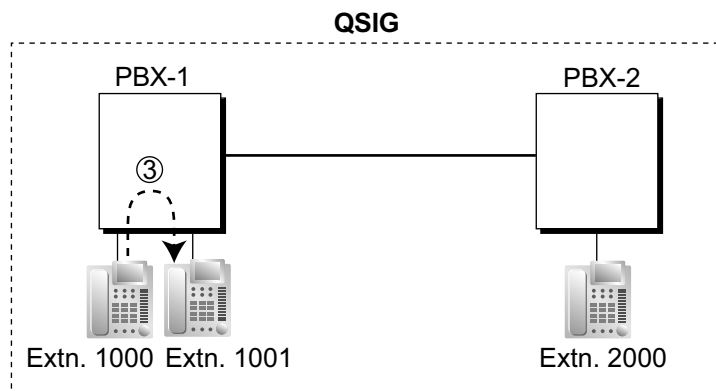 QSIG
PBX-1 PBX-2
③
Extn. 1000 Extn. 1001 Extn. 2000